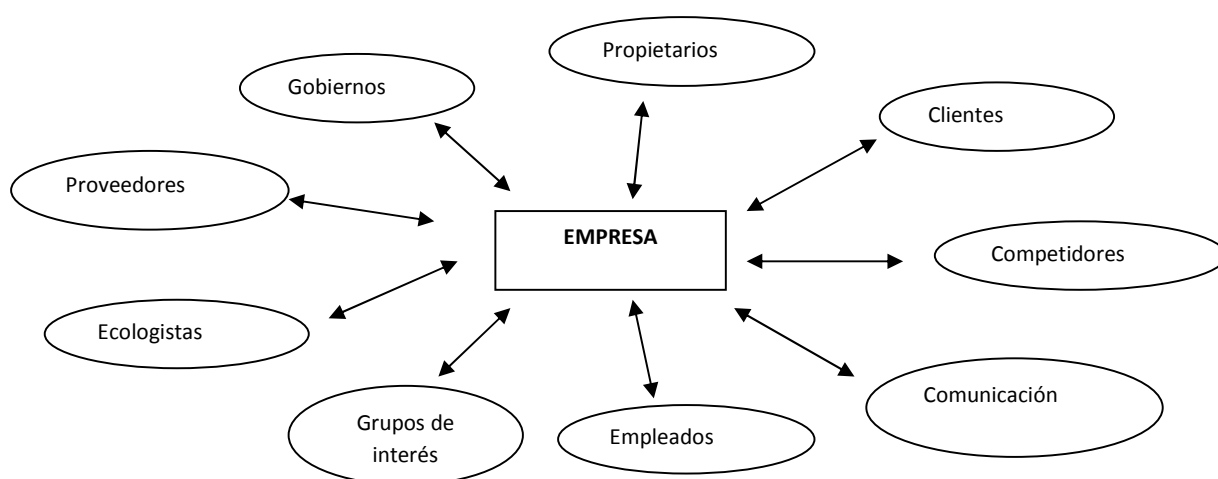 Propietarios
Gobiernos
Clientes
Proveedores
EMPRESA
Competidores
Ecologistas
Comunicación
Grupos de
interés
Empleados